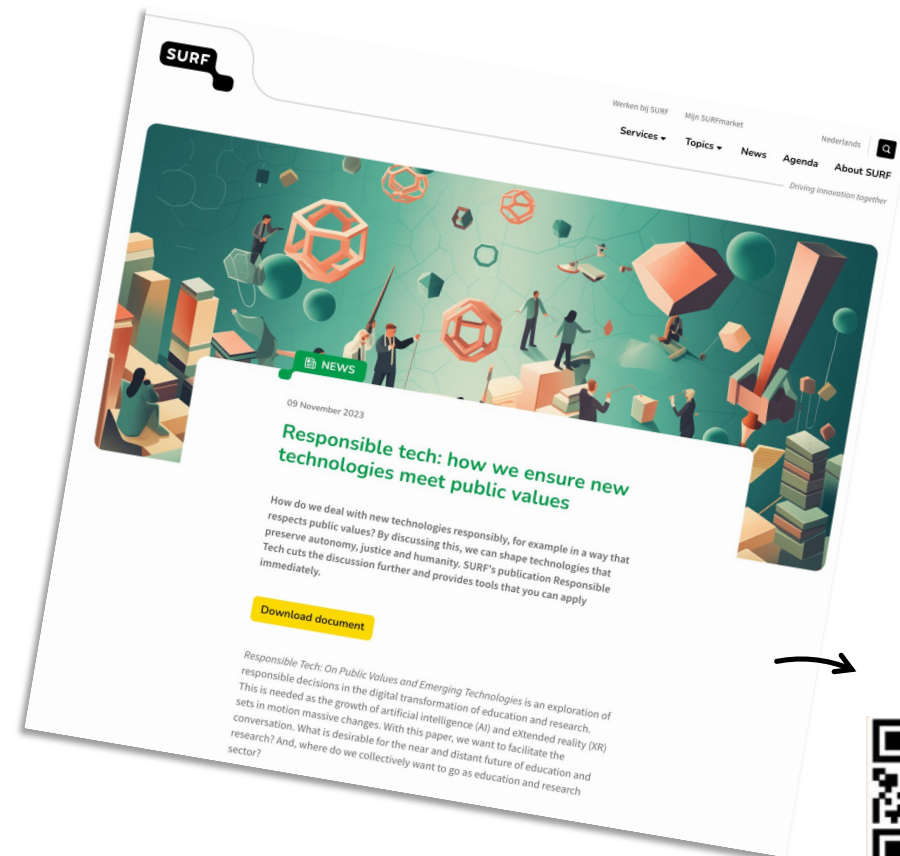 SURF
Werken bij SURF
Mijn SURFmarket
Nederlands
Services
Topics
News
Agenda
About SURF
Driving innovation together
NEWS
09 November 2023
Responsible tech: how we ensure new
technologies meet public values
How do we deal with new technologies responsibly, for example in a way that
respects public values? By discussing this, we can shape technologies that
preserve autonomy, justice and humanity. SURF's publication Responsible
Tech cuts the discussion further and provides tools that you can apply
immediately.
Download document
Responsible Tech: On Public Values and Emerging Technologies is an exploration of
responsible decisions in the digital transformation of education and research.
This is needed as the growth of artificial intelligence (AI) and eXtended reality (XR)
sets in motion massive changes. With this paper, we want to facilitate the
conversation. What is desirable for the near and distant future of education and
research? And, where do we collectively want to go as education and research
sector?